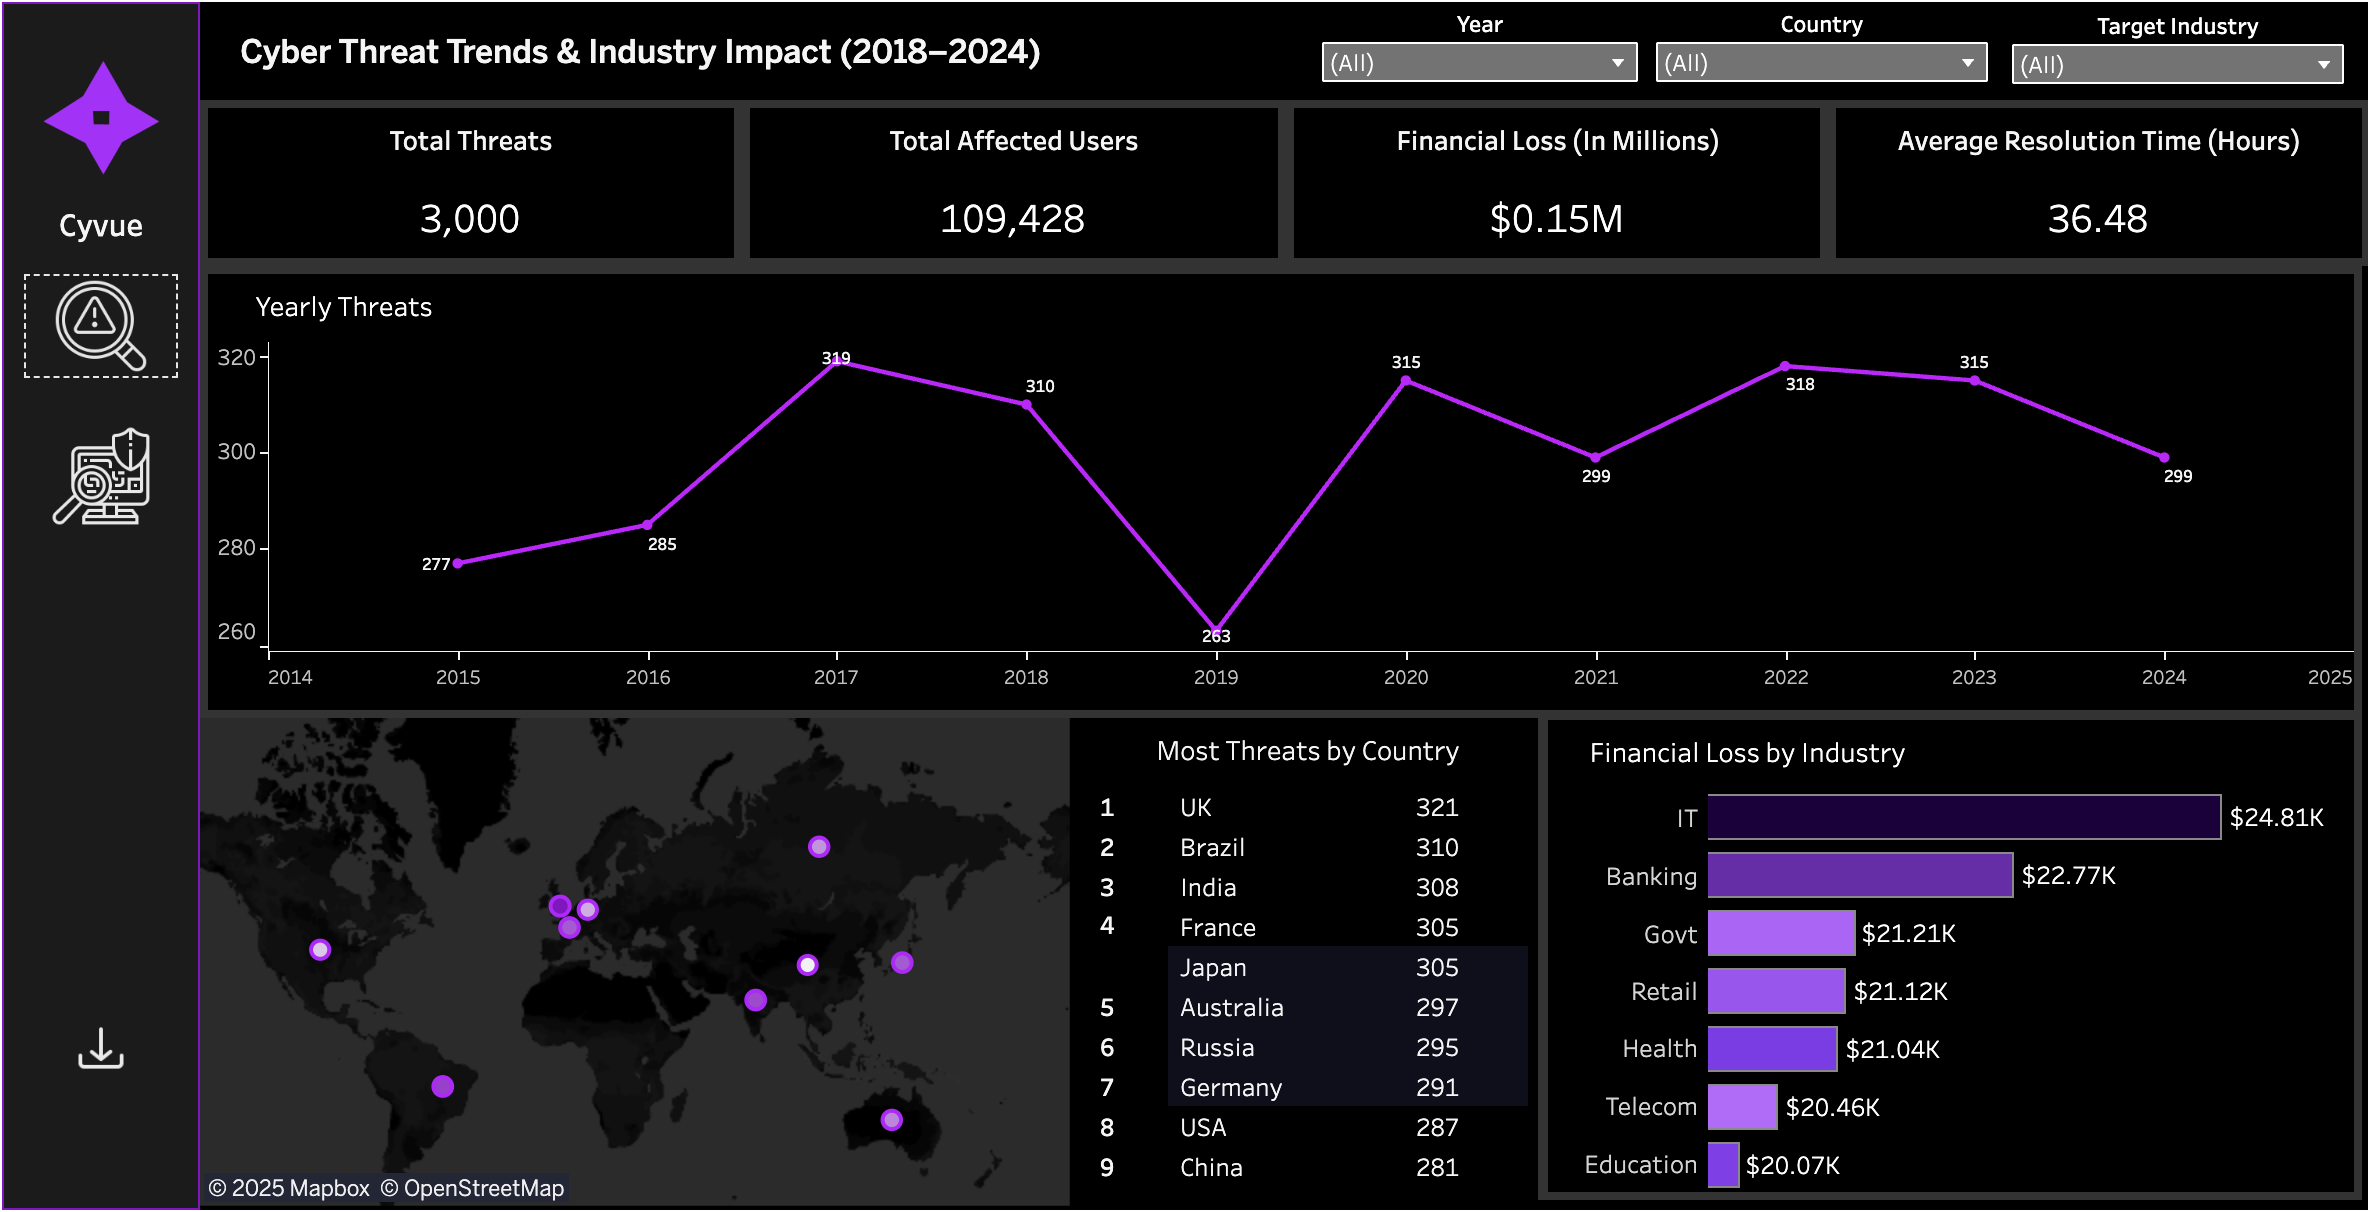 Cyber Threat Trends & Industry Impact (2018–2024)
Year
Country
Target Industry
(All)
(All)
(All)
Cyvue
Total Threats
3,000
Total Affected Users
109,428
Financial Loss (In Millions)
$0.15M
Average Resolution Time (Hours)
36.48
Yearly Threats
320
300
280
260
277
285
319
310
263
315
299
318
315
299
2014
2015
2016
2017
2018
2019
2020
2021
2022
2023
2024
2025
© 2025 Mapbox © OpenStreetMap
Most Threats by Country
1 UK 321
2 Brazil 310
3 India 308
4 France 305
Japan 305
5 Australia 297
6 Russia 295
7 Germany 291
8 USA 287
9 China 281
Financial Loss by Industry
IT $24.81K
Banking $22.77K
Govt $21.21K
Retail $21.12K
Health $21.04K
Telecom $20.46K
Education $20.07K